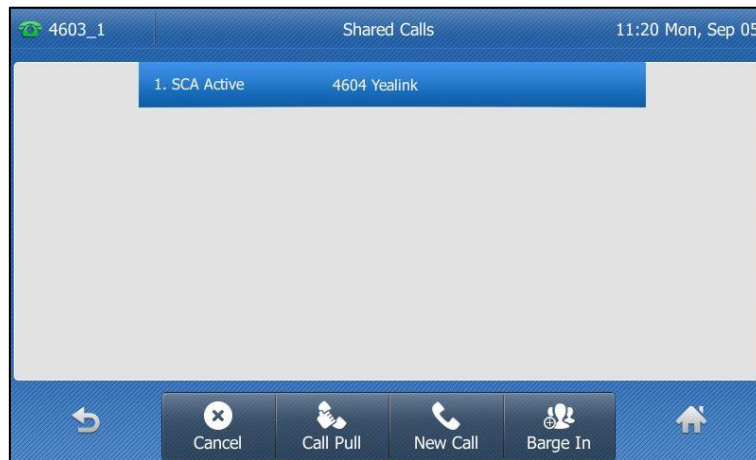 4603_1 Shared Calls 11:20 Mon, Sep 05
1. SCA Active 4604 Yealink
Cancel Call Pull New Call Barge In